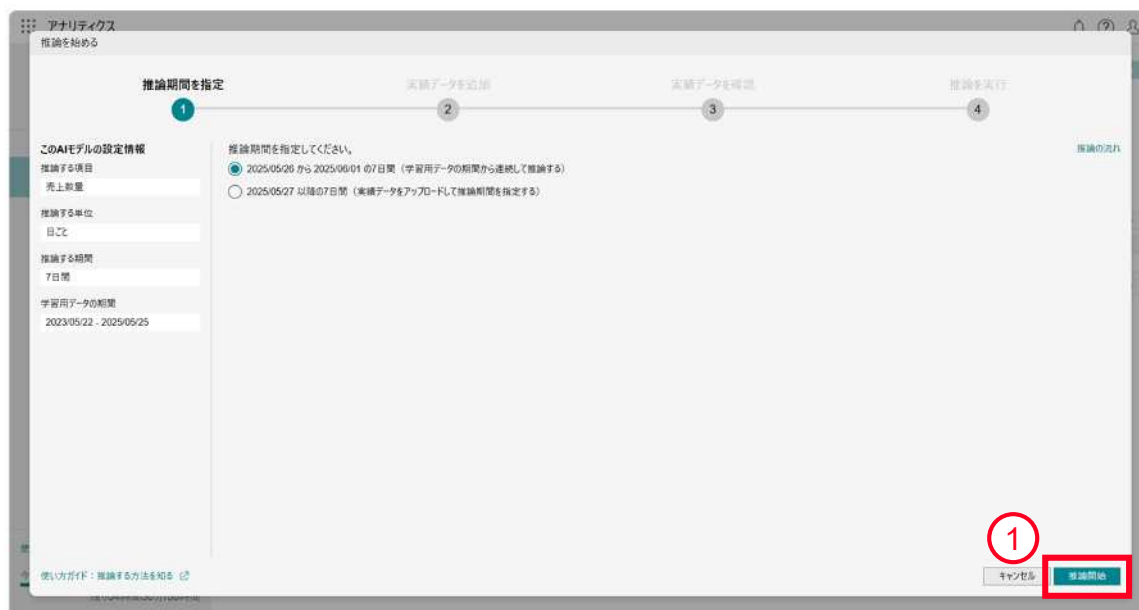 アナリティクス
推論を始める
推論期間を指定
実績データを追加
実績データを確認
推論を実行
1
2
3
4
このAIモデルの設定情報
推論する項目
売上数量
推論する単位
日ごと
推論する期間
7日間
学習用データの期間
2023/05/22 - 2025/05/25
推論期間を指定してください。
2025/05/26 から 2025/06/01 の7日間（学習用データの期間から連続して推論する）
2025/05/27 以降の7日間（実績データをアップロードして推論期間を指定する）
推論の流れ
1
使い方ガイド：推論する方法を知る
キャンセル
推論開始